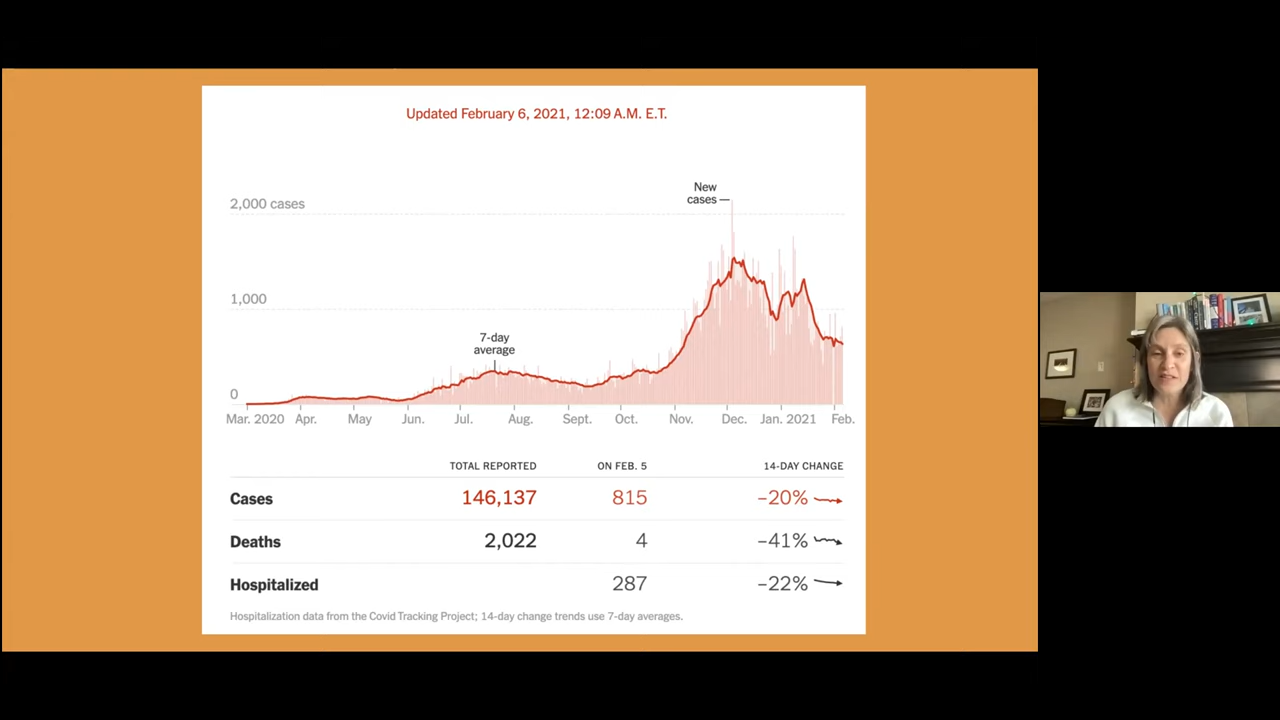 Updated February 6, 2021, 12:09 A.M. E.T.
New
cases
2,000 cases
1,000
7-day
average
0
Mar. 2020 Apr. May Jun. Jul. Aug. Sept. Oct. Nov. Dec. Jan. 2021 Feb.
TOTAL REPORTED ON FEB. 5 14-DAY CHANGE
Cases 146,137 815 –20%
Deaths 2,022 4 –41%
Hospitalized 287 –22%
Hospitalization data from the Covid Tracking Project; 14-day change trends use 7-day averages.